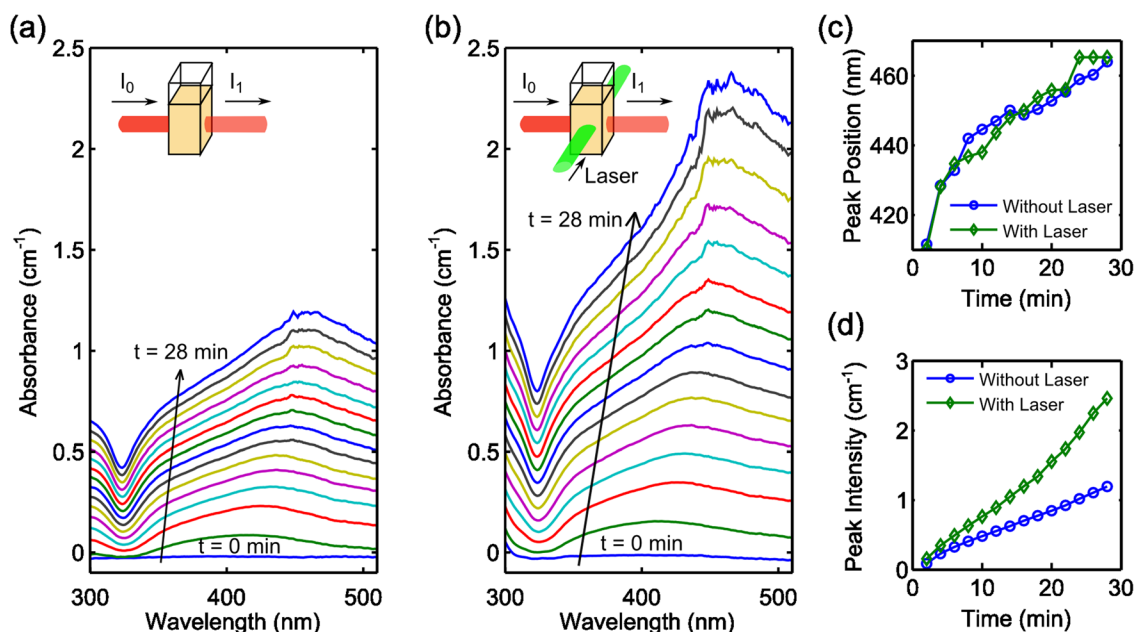 (a)
2.5
2
1.5
1
0.5
0
Absorbance (cm-1)
I0
I1
t = 28 min
t = 0 min
300
400
500
Wavelength (nm)
(b)
2.5
2
1.5
1
0.5
0
Absorbance (cm-1)
I0
I1
Laser
t = 28 min
t = 0 min
300
400
500
Wavelength (nm)
(c)
460
440
420
Peak Position (nm)
Without Laser
With Laser
0
10
20
30
Time (min)
(d)
3
2
1
0
Peak Intensity (cm-1)
Without Laser
With Laser
0
10
20
30
Time (min)